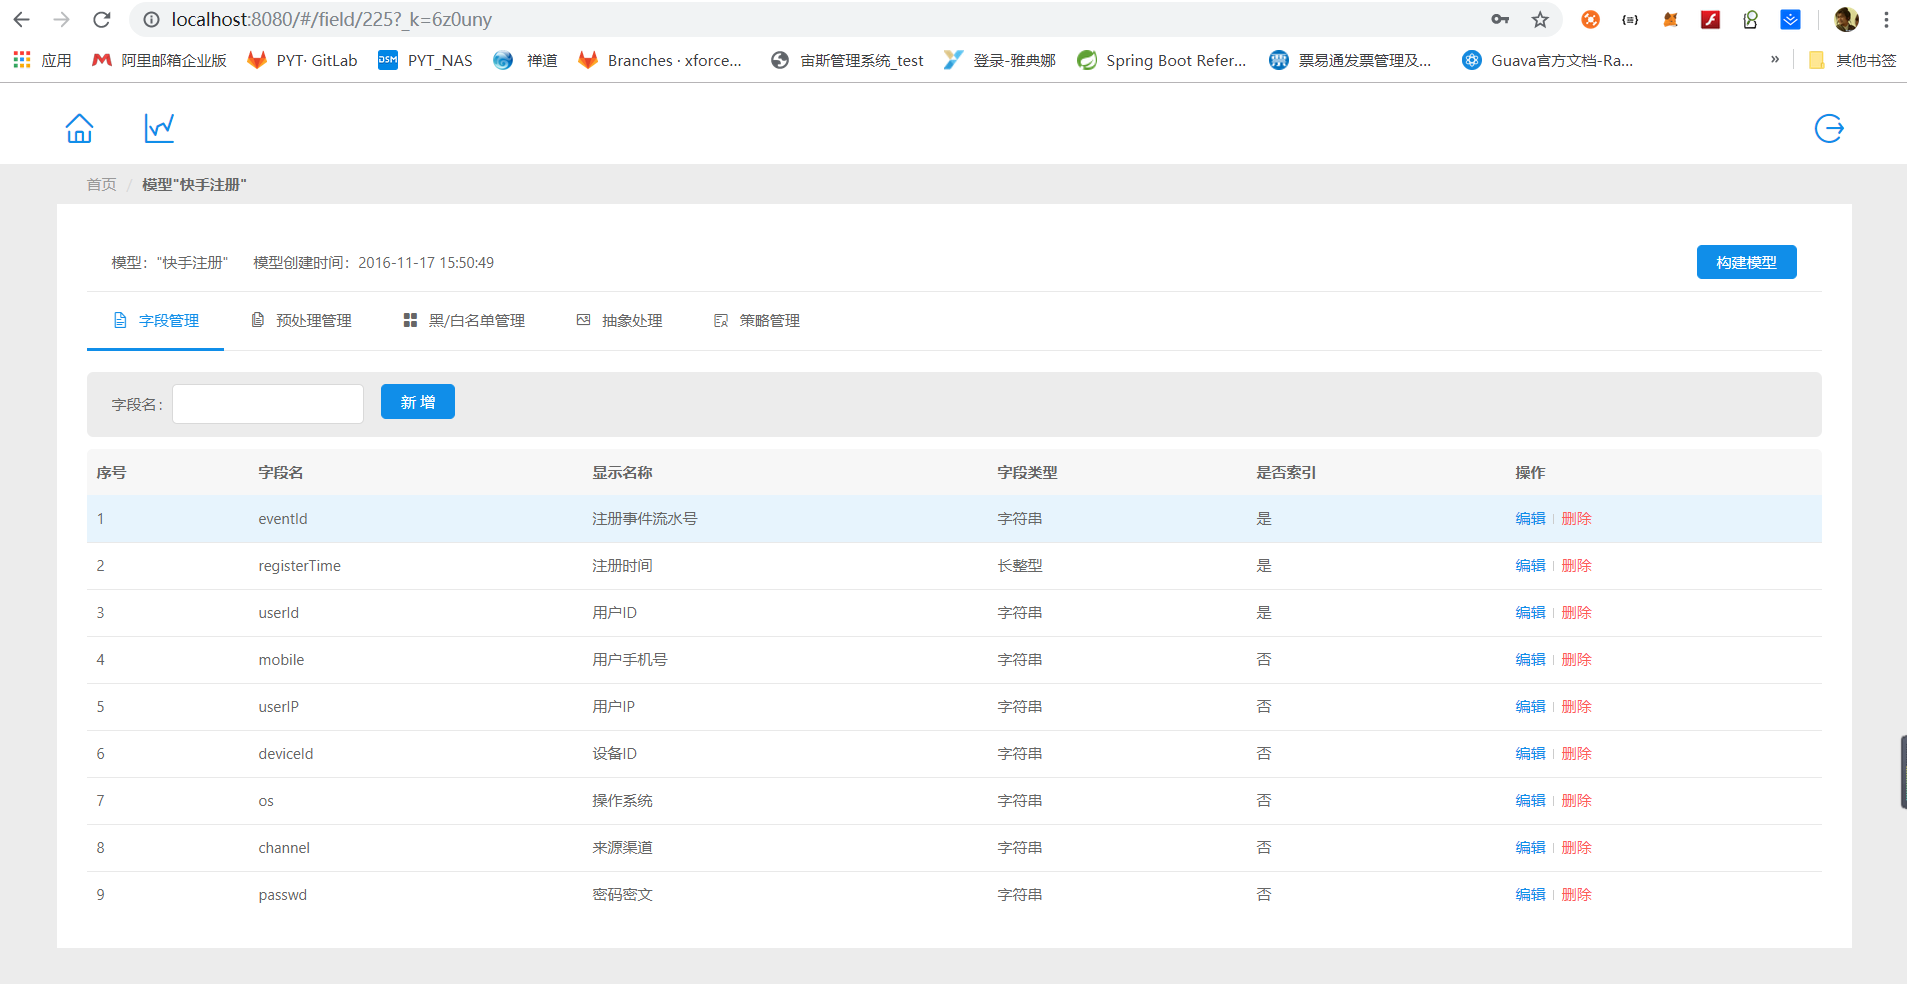 localhost:8080/#/field/225?_k=6z0uny
应用 阿里邮箱企业版 PYT· GitLab DSM PYT_NAS 禅道 Branches · xforce... 宙斯管理系统_test 登录-雅典娜 Spring Boot Refer... 票易通发票管理及... Guava官方文档-Ra... » 其他书签
首页 / 模型"快手注册"
模型："快手注册" 模型创建时间：2016-11-17 15:50:49 构建模型
字段管理 预处理管理 黑/白名单管理 抽象处理 策略管理
字段名： 新 增
序号 字段名 显示名称 字段类型 是否索引 操作
1 eventId 注册事件流水号 字符串 是 编辑 删除
2 registerTime 注册时间 长整型 是 编辑 删除
3 userId 用户ID 字符串 是 编辑 删除
4 mobile 用户手机号 字符串 否 编辑 删除
5 userIP 用户IP 字符串 否 编辑 删除
6 deviceId 设备ID 字符串 否 编辑 删除
7 os 操作系统 字符串 否 编辑 删除
8 channel 来源渠道 字符串 否 编辑 删除
9 passwd 密码密文 字符串 否 编辑 删除